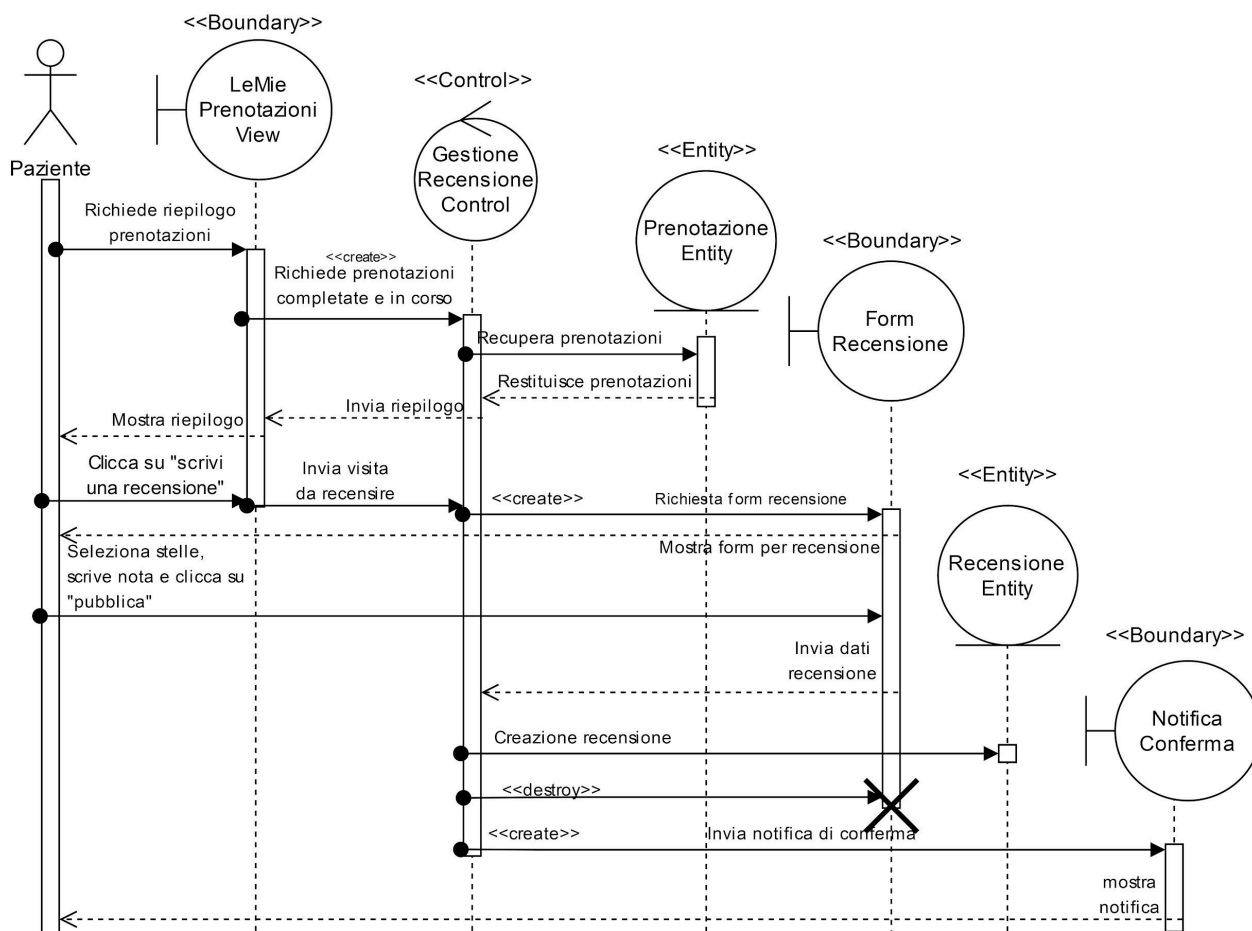 <<Boundary>>
LeMie
Prenotazioni
View
<<Control>>
Gestione
Recensione
Control
<<Entity>>
Prenotazione
Entity
<<Boundary>>
Form
Recensione
Paziente
Richiede riepilogo
prenotazioni
<<create>>
Richiede prenotazioni
completate e in corso
Recupera prenotazioni
Restituisce prenotazioni
Invia riepilogo
Mostra riepilogo
Clicca su "scrivi
una recensione"
Invia visita
da recensire
<<create>>
Richiesta form recensione
<<Entity>>
Recensione
Entity
Mostra form per recensione
Seleziona stelle,
scrive nota e clicca su
"pubblica"
<<Boundary>>
Notifica
Conferma
Invia dati
recensione
Creazione recensione
<<destroy>>
<<create>>
Invia notifica di conferma
mostra
notifica